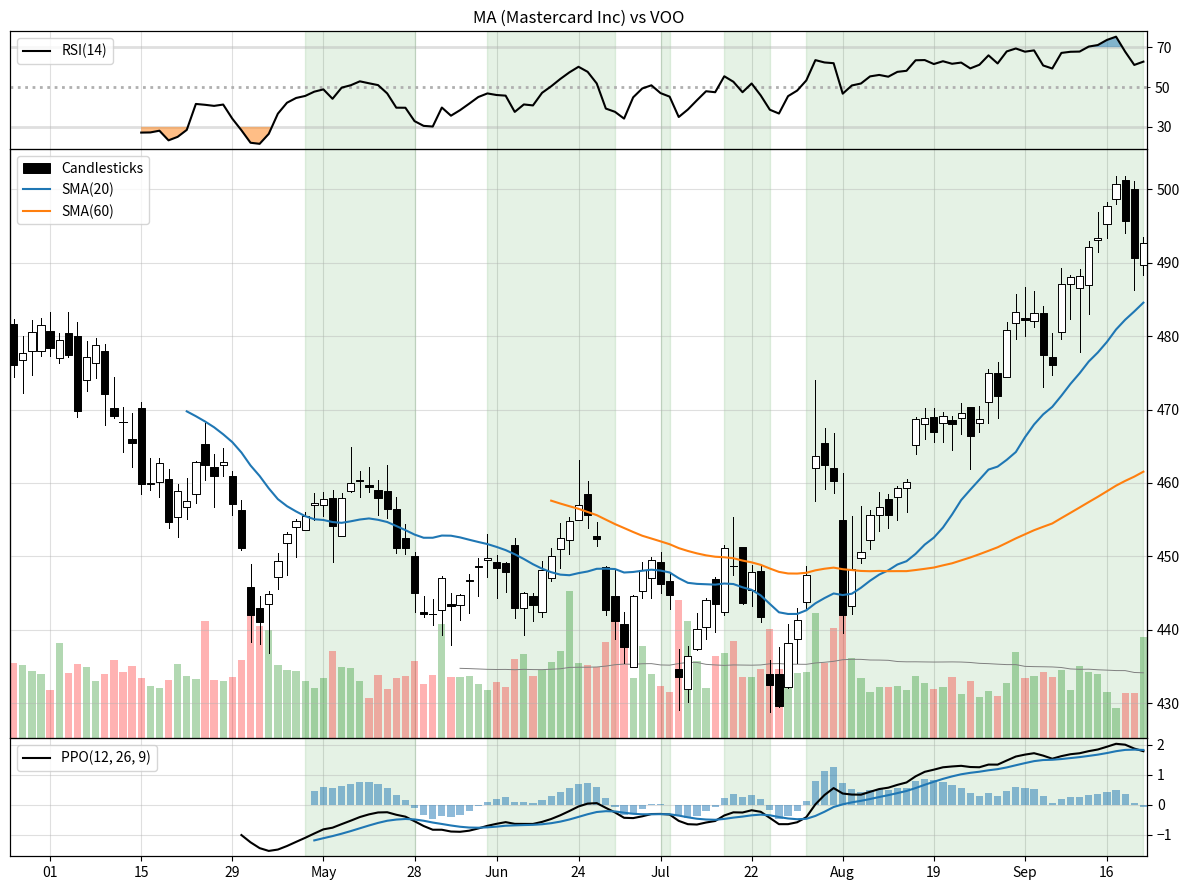 MA (Mastercard Inc) vs VOO
RSI(14)
70
50
30
Candlesticks
SMA(20)
SMA(60)
500
490
480
470
460
450
440
430
PPO(12, 26, 9)
2
1
0
−1
01 15 29 May 28 Jun 24 Jul 22 Aug 19 Sep 16